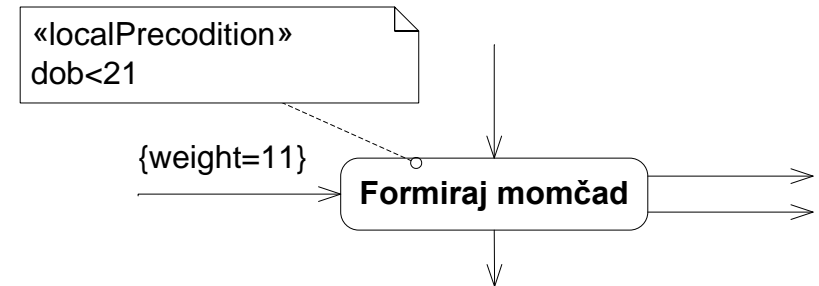 «localPrecodition»
dob<21
{weight=11}
Formiraj momčad